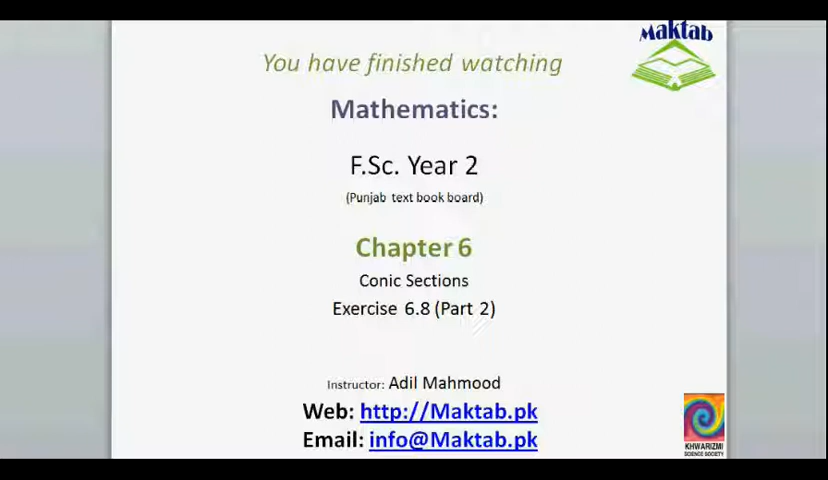 Maktab
You have finished watching
Mathematics:
F.Sc. Year 2
(Punjab text book board)
Chapter 6
Conic Sections
Exercise 6.8 (Part 2)
Instructor: Adil Mahmood
Web: http://Maktab.pk
Email: info@Maktab.pk
KHWARIZMI
SCIENCE SOCIETY